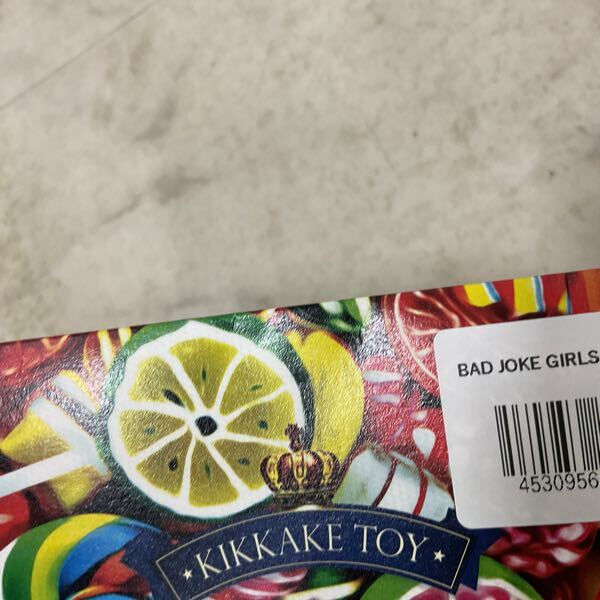 BAD JOKE GIRLS
4530956
★ KIKKAKE TOY ★